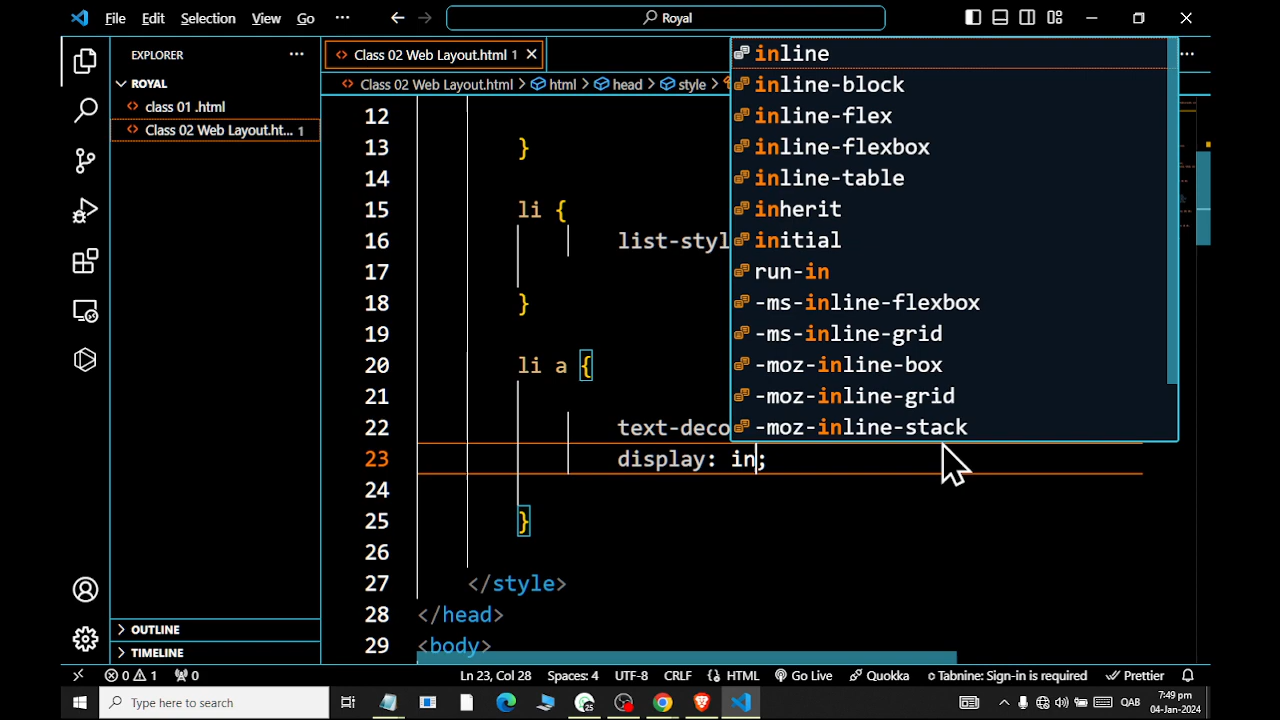 File Edit Selection View Go ··· Royal
EXPLORER ···
ROYAL
class 01 .html
Class 02 Web Layout.ht... 1
OUTLINE
TIMELINE
Class 02 Web Layout.html 1
Class 02 Web Layout.html > html > head > style >
12
13 }
14
15 li {
16 list-styl
17
18 }
19
20 li a {
21
22 text-deco
23 display: in;
24
25 }
26
27 </style>
28 </head>
29 <body>
inline
inline-block
inline-flex
inline-flexbox
inline-table
inherit
initial
run-in
-ms-inline-flexbox
-ms-inline-grid
-moz-inline-box
-moz-inline-grid
-moz-inline-stack
0 1 0 Ln 23, Col 28 Spaces: 4 UTF-8 CRLF HTML Go Live Quokka Tabnine: Sign-in is required Prettier
Type here to search QAB 7:49 pm
04-Jan-2024